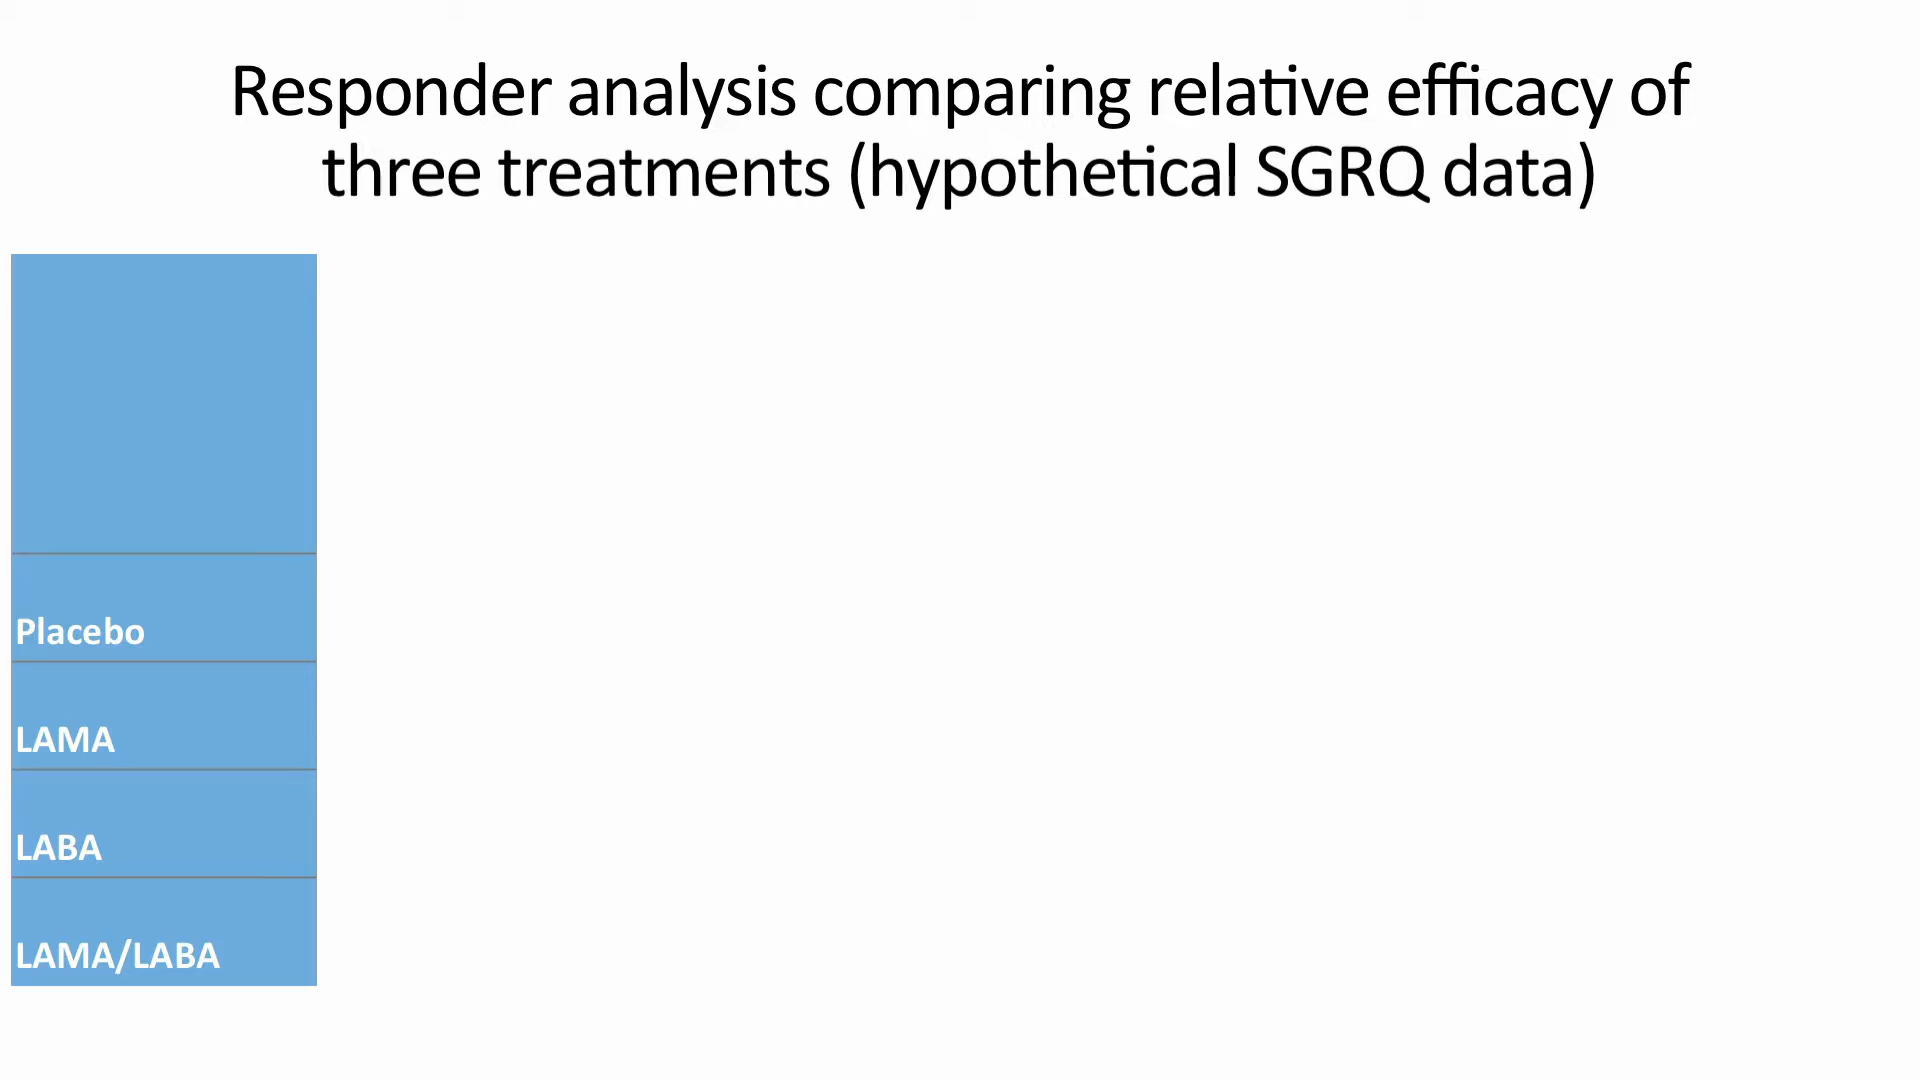 Responder analysis comparing relative efficacy of
three treatments (hypothetical SGRQ data)
Placebo
LAMA
LABA
LAMA/LABA